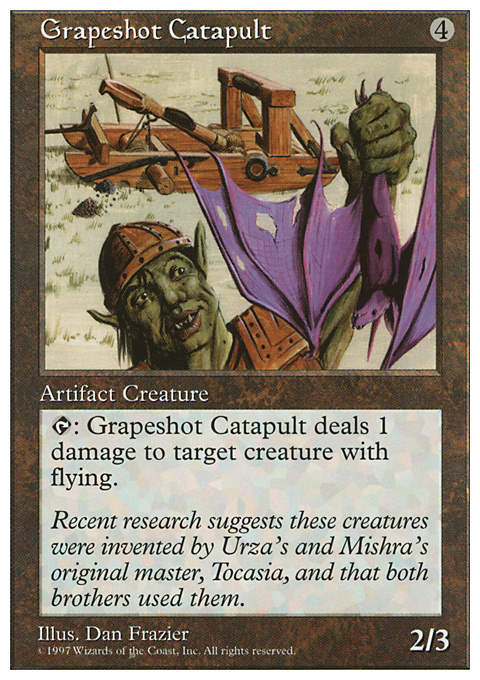 Grapeshot Catapult 4
Artifact Creature
: Grapeshot Catapult deals 1
damage to target creature with
flying.
Recent research suggests these creatures
were invented by Urza's and Mishra's
original master, Tocasia, and that both
brothers used them.
Illus. Dan Frazier
©1997 Wizards of the Coast, Inc. All rights reserved.
2/3